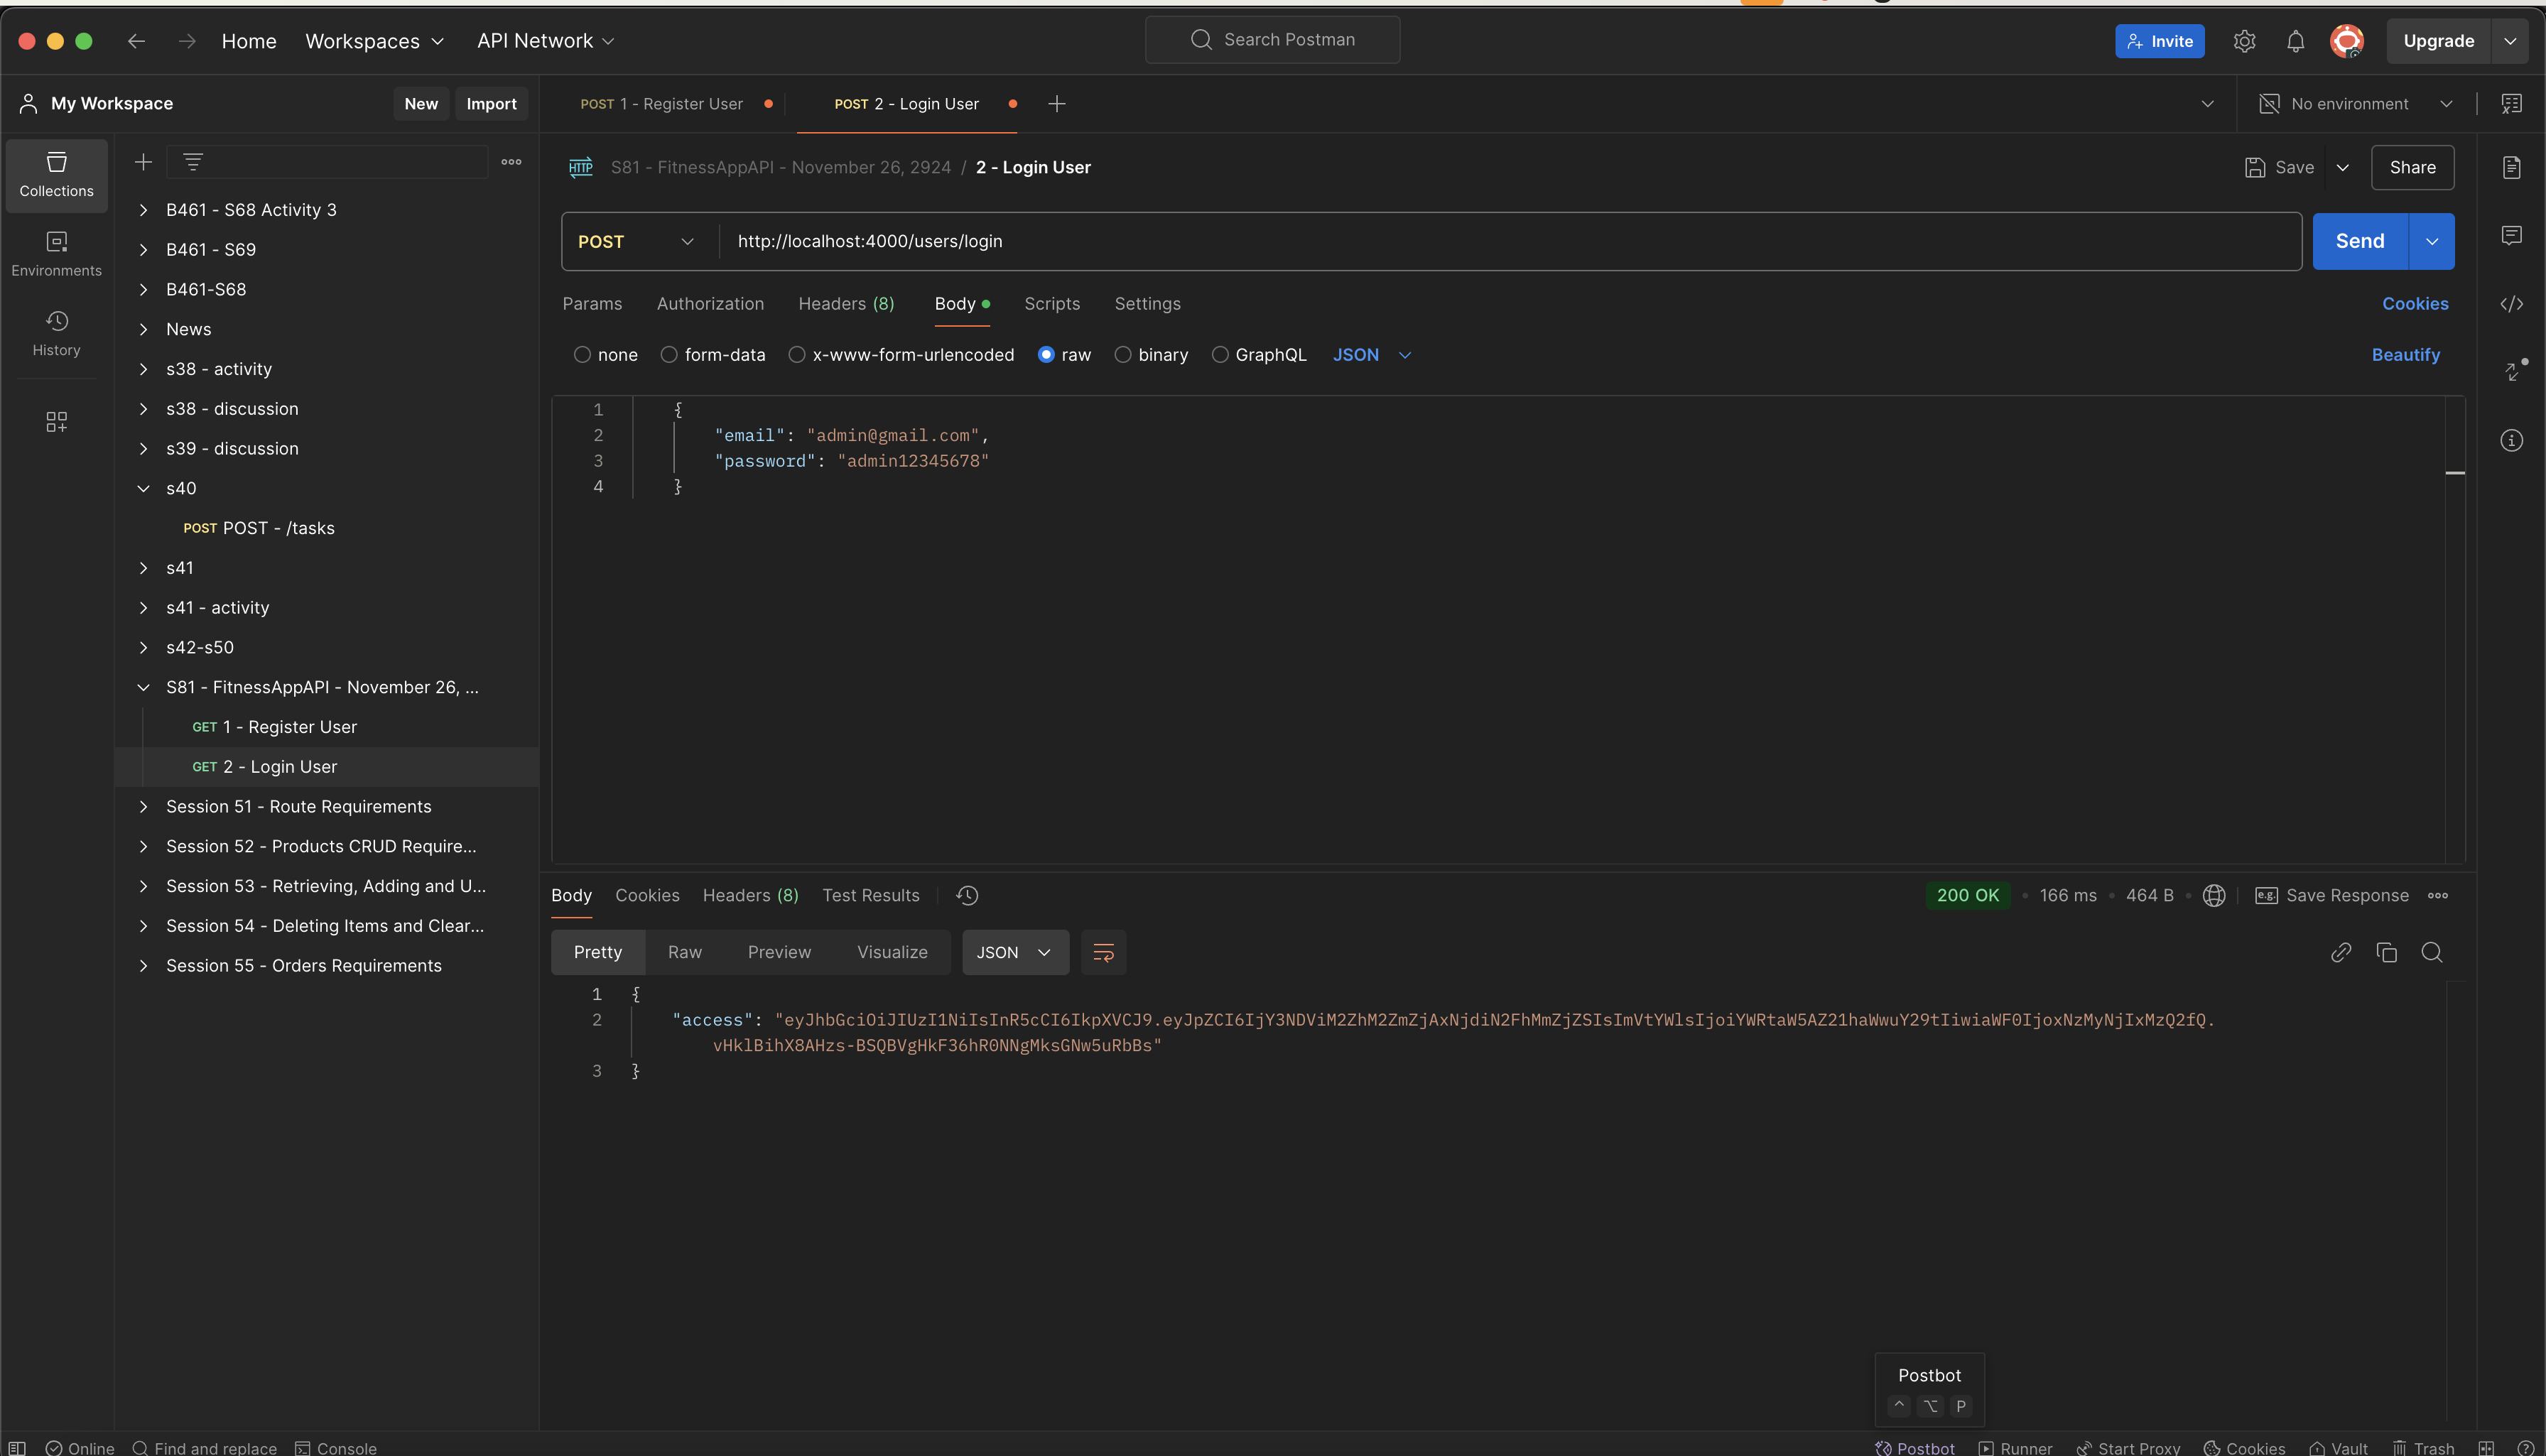 Home Workspaces API Network Search Postman Invite Upgrade
My Workspace New Import POST 1 - Register User POST 2 - Login User No environment
Collections
Environments
History
B461 - S68 Activity 3
B461 - S69
B461-S68
News
s38 - activity
s38 - discussion
s39 - discussion
s40
POST POST - /tasks
s41
s41 - activity
s42-s50
S81 - FitnessAppAPI - November 26, ...
GET 1 - Register User
GET 2 - Login User
Session 51 - Route Requirements
Session 52 - Products CRUD Require...
Session 53 - Retrieving, Adding and U...
Session 54 - Deleting Items and Clear...
Session 55 - Orders Requirements
HTTP S81 - FitnessAppAPI - November 26, 2924 / 2 - Login User Save Share
POST http://localhost:4000/users/login Send
Params Authorization Headers (8) Body Scripts Settings Cookies
none form-data x-www-form-urlencoded raw binary GraphQL JSON Beautify
1 {
2 "email": "admin@gmail.com",
3 "password": "admin12345678"
4 }
Body Cookies Headers (8) Test Results 200 OK • 166 ms • 464 B • e.g. Save Response
Pretty Raw Preview Visualize JSON
1 {
2 "access": "eyJhbGciOiJIUzI1NiIsInR5cCI6IkpXVCJ9.eyJpZCI6IjY3NDViM2ZhM2ZmZjAxNjdiN2FhMmZjZSIsImVtYWlsIjoiYWRtaW5AZ21haWwuY29tIiwiaWF0IjoxNzMyNjIxMzQ2fQ.
vHklBihX8AHzs-BSQBVgHkF36hR0NNgMksGNw5uRbBs"
3 }
Postbot
^ ⌥ P
Online Find and replace Console Postbot Runner Start Proxy Cookies Vault Trash